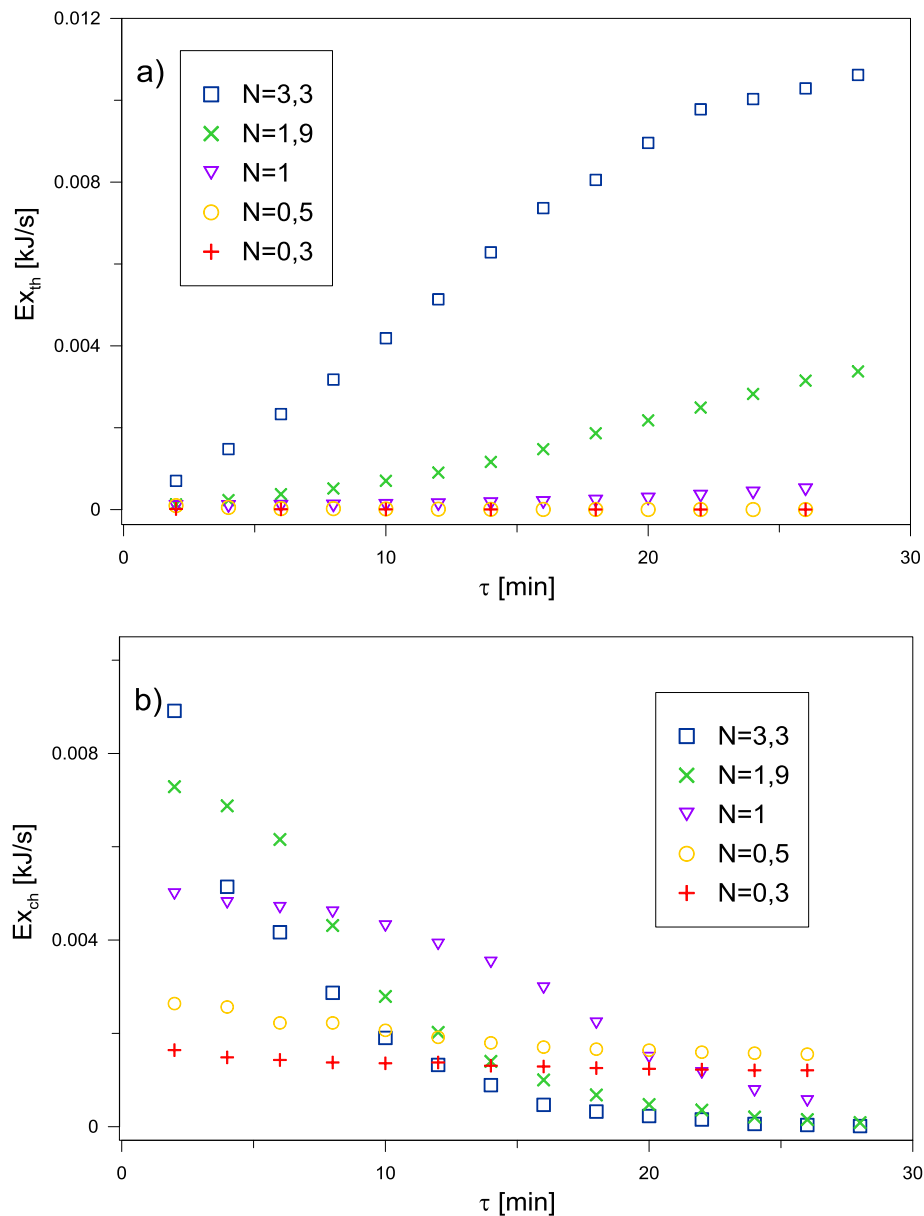 0.012
a)
N=3,3
N=1,9
N=1
N=0,5
N=0,3
0.008
0.004
0
Ex_th [kJ/s]
0 10 20 30
τ [min]
b)
N=3,3
N=1,9
N=1
N=0,5
N=0,3
0.008
0.004
0
Ex_ch [kJ/s]
0 10 20 30
τ [min]